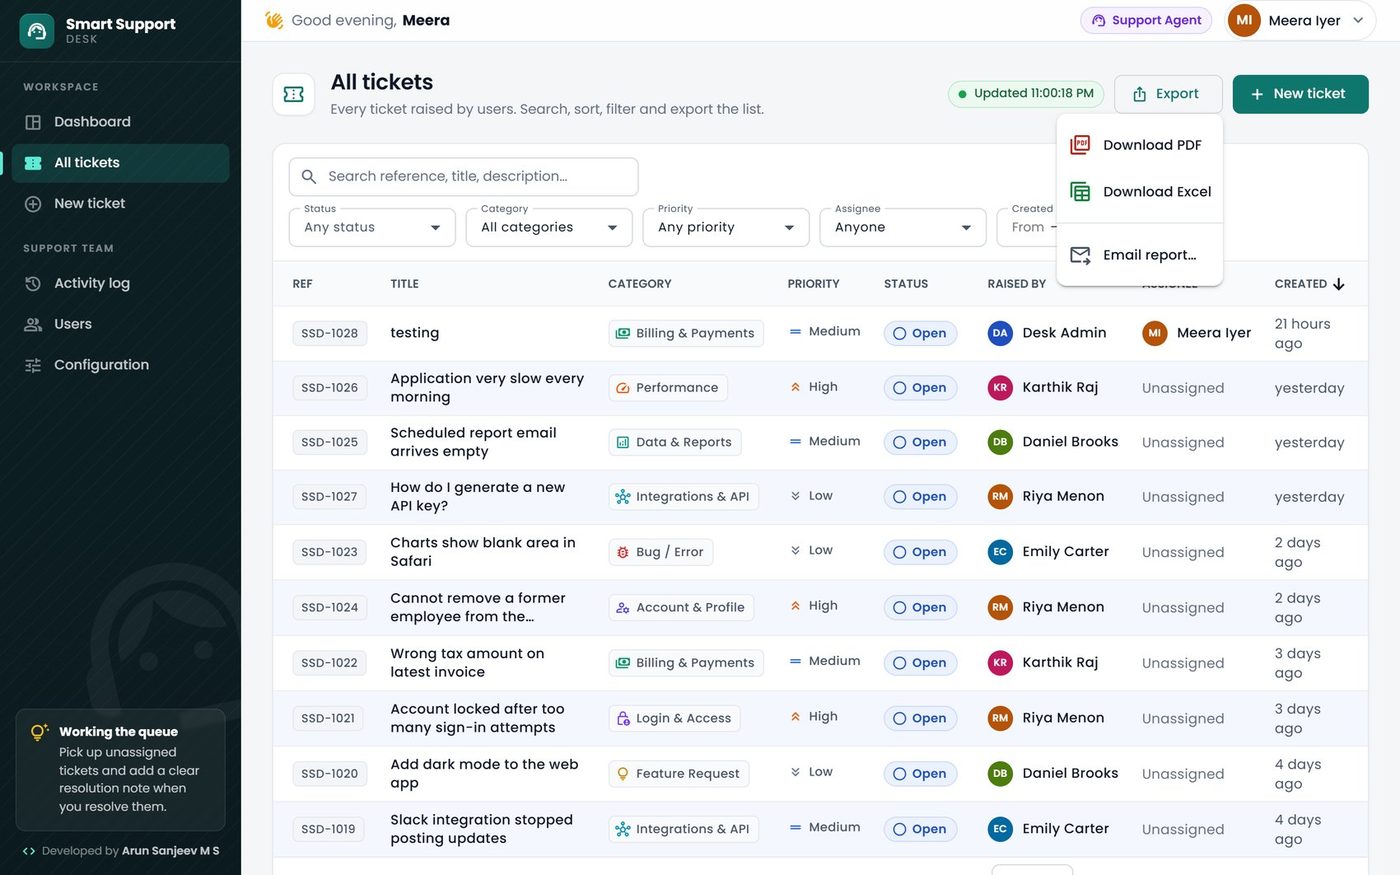 Smart Support
DESK
WORKSPACE
Dashboard
All tickets
New ticket
SUPPORT TEAM
Activity log
Users
Configuration
Working the queue
Pick up unassigned
tickets and add a clear
resolution note when
you resolve them.
Developed by Arun Sanjeev M S
Good evening, Meera
Support Agent
MI Meera Iyer
All tickets
Every ticket raised by users. Search, sort, filter and export the list.
Updated 11:00:18 PM
Export
+ New ticket
PDF Download PDF
Download Excel
Email report...
Search reference, title, description...
Status
Any status
Category
All categories
Priority
Any priority
Assignee
Anyone
Created
From –
REF TITLE CATEGORY PRIORITY STATUS RAISED BY CREATED
SSD-1028 testing Billing & Payments Medium Open DA Desk Admin MI Meera Iyer 21 hours
ago
SSD-1026 Application very slow every
morning Performance High Open KR Karthik Raj Unassigned yesterday
SSD-1025 Scheduled report email
arrives empty Data & Reports Medium Open DB Daniel Brooks Unassigned yesterday
SSD-1027 How do I generate a new
API key? Integrations & API Low Open RM Riya Menon Unassigned yesterday
SSD-1023 Charts show blank area in
Safari Bug / Error Low Open EC Emily Carter Unassigned 2 days
ago
SSD-1024 Cannot remove a former
employee from the... Account & Profile High Open RM Riya Menon Unassigned 2 days
ago
SSD-1022 Wrong tax amount on
latest invoice Billing & Payments Medium Open KR Karthik Raj Unassigned 3 days
ago
SSD-1021 Account locked after too
many sign-in attempts Login & Access High Open RM Riya Menon Unassigned 3 days
ago
SSD-1020 Add dark mode to the web
app Feature Request Low Open DB Daniel Brooks Unassigned 4 days
ago
SSD-1019 Slack integration stopped
posting updates Integrations & API Medium Open EC Emily Carter Unassigned 4 days
ago